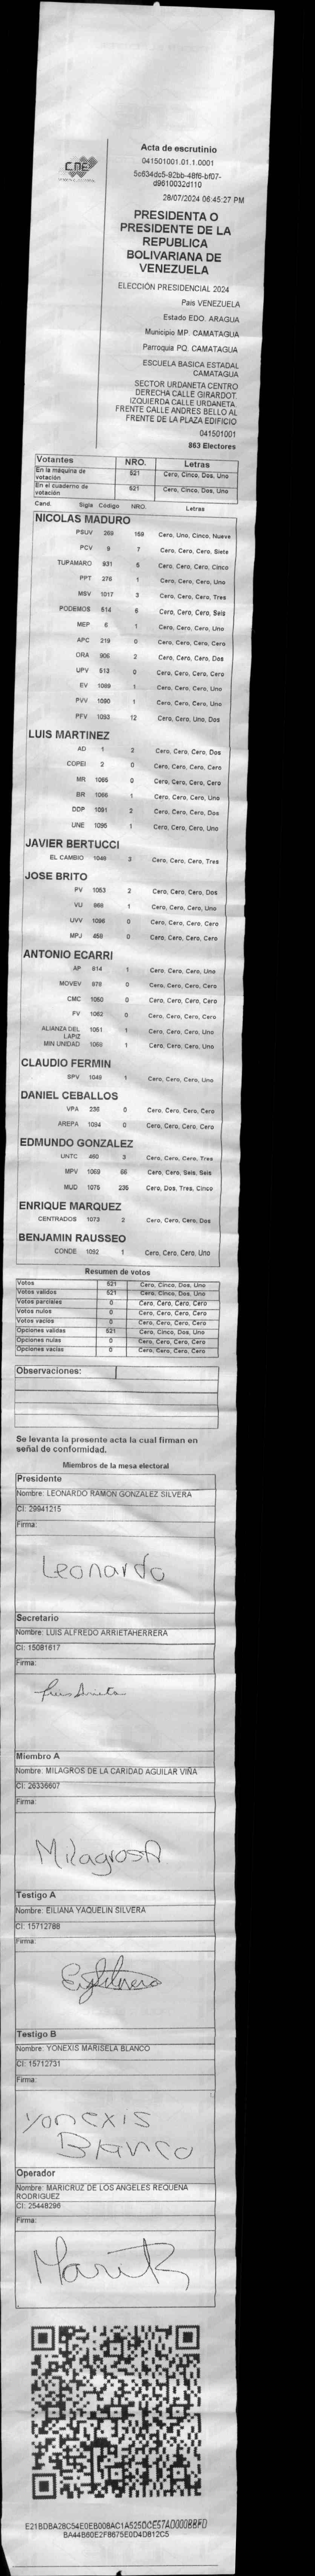 CNE
Acta de escrutinio
041501001.01.1.0001
5c634dc5-92bb-48f6-bf07-
d9610032d110
28/07/2024 06:45:27 PM
PRESIDENTA O
PRESIDENTE DE LA
REPUBLICA
BOLIVARIANA DE
VENEZUELA
ELECCIÓN PRESIDENCIAL 2024
Pais VENEZUELA
Estado EDO. ARAGUA
Municipio MP. CAMATAGUA
Parroquia PQ. CAMATAGUA
ESCUELA BASICA ESTADAL
CAMATAGUA
SECTOR URDANETA CENTRO
DERECHA CALLE GIRARDOT.
IZQUIERDA CALLE URDANETA.
FRENTE CALLE ANDRES BELLO AL
FRENTE DE LA PLAZA EDIFICIO
041501001
863 Electores
Votantes NRO. Letras
En la maquina de votación 521 Cero, Cinco, Dos, Uno
En el cuaderno de votación 521 Cero, Cinco, Dos, Uno
Cand. Sigla Código NRO. Letras
NICOLAS MADURO
PSUV 269 159 Cero, Uno, Cinco, Nueve
PCV 9 7 Cero, Cero, Cero, Siete
TUPAMARO 931 5 Cero, Cero, Cero, Cinco
PPT 276 1 Cero, Cero, Cero, Uno
MSV 1017 3 Cero, Cero, Cero, Tres
PODEMOS 514 6 Cero, Cero, Cero, Seis
MEP 6 1 Cero, Cero, Cero, Uno
APC 219 0 Cero, Cero, Cero, Cero
ORA 906 2 Cero, Cero, Cero, Dos
UPV 513 0 Cero, Cero, Cero, Cero
EV 1089 1 Cero, Cero, Cero, Uno
PVV 1090 1 Cero, Cero, Cero, Uno
PFV 1093 12 Cero, Cero, Uno, Dos
LUIS MARTINEZ
AD 1 2 Cero, Cero, Cero, Dos
COPEI 2 0 Cero, Cero, Cero, Cero
MR 1065 0 Cero, Cero, Cero, Cero
BR 1066 1 Cero, Cero, Cero, Uno
DDP 1091 2 Cero, Cero, Cero, Dos
UNE 1095 1 Cero, Cero, Cero, Uno
JAVIER BERTUCCI
EL CAMBIO 1046 3 Cero, Cero, Cero, Tres
JOSE BRITO
PV 1053 2 Cero, Cero, Cero, Dos
VU 968 1 Cero, Cero, Cero, Uno
UVV 1096 0 Cero, Cero, Cero, Cero
MPJ 459 0 Cero, Cero, Cero, Cero
ANTONIO ECARRI
AP 814 1 Cero, Cero, Cero, Uno
MOVEV 979 0 Cero, Cero, Cero, Cero
CMC 1050 0 Cero, Cero, Cero, Cero
FV 1052 0 Cero, Cero, Cero, Cero
ALIANZA DEL LAPIZ 1051 1 Cero, Cero, Cero, Uno
MIN UNIDAD 1056 1 Cero, Cero, Cero, Uno
CLAUDIO FERMIN
SPV 1048 1 Cero, Cero, Cero, Uno
DANIEL CEBALLOS
VPA 236 0 Cero, Cero, Cero, Cero
AREPA 1094 0 Cero, Cero, Cero, Cero
EDMUNDO GONZALEZ
UNTC 460 3 Cero, Cero, Cero, Tres
MPV 1069 66 Cero, Cero, Seis, Seis
MUD 1075 235 Cero, Dos, Tres, Cinco
ENRIQUE MARQUEZ
CENTRADOS 1073 2 Cero, Cero, Cero, Dos
BENJAMIN RAUSSEO
CONDE 1092 1 Cero, Cero, Cero, Uno
Resumen de votos
Votos 521 Cero, Cinco, Dos, Uno
Votos validos 521 Cero, Cinco, Dos, Uno
Votos parciales 0 Cero, Cero, Cero, Cero
Votos nulos 0 Cero, Cero, Cero, Cero
Votos vacios 0 Cero, Cero, Cero, Cero
Opciones validas 521 Cero, Cinco, Dos, Uno
Opciones nulas 0 Cero, Cero, Cero, Cero
Opciones vacias 0 Cero, Cero, Cero, Cero
Observaciones:
Se levanta la presente acta la cual firman en
señal de conformidad.
Miembros de la mesa electoral
Presidente
Nombre: LEONARDO RAMON GONZALEZ SILVERA
CI: 29941215
Firma:
Leonardo
Secretario
Nombre: LUIS ALFREDO ARRIETAHERRERA
CI: 15081617
Firma:
Luis Arrieta
Miembro A
Nombre: MILAGROS DE LA CARIDAD AGUILAR VIÑA
CI: 26336607
Firma:
MilagrosA
Testigo A
Nombre: EILIANA YAQUELIN SILVERA
CI: 15712788
Firma:
Testigo B
Nombre: YONEXIS MARISELA BLANCO
CI: 15712731
Firma:
Yonexis
Blanco
Operador
Nombre: MARICRUZ DE LOS ANGELES REQUENA
RODRIGUEZ
CI: 25448296
Firma: